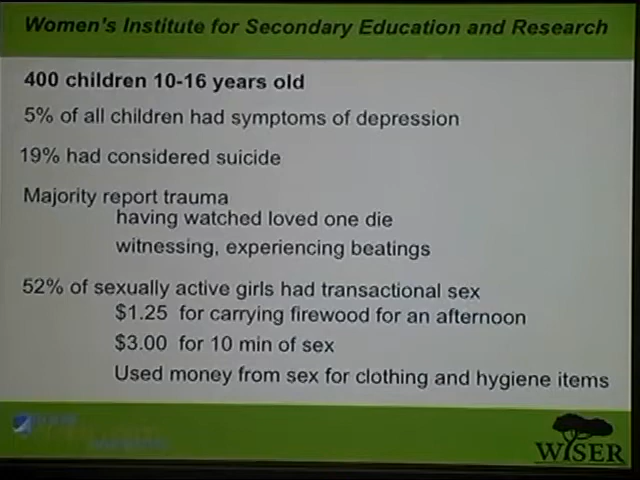 Women's Institute for Secondary Education and Research
400 children 10-16 years old
5% of all children had symptoms of depression
19% had considered suicide
Majority report trauma
having watched loved one die
witnessing, experiencing beatings
52% of sexually active girls had transactional sex
$1.25 for carrying firewood for an afternoon
$3.00 for 10 min of sex
Used money from sex for clothing and hygiene items
WISER